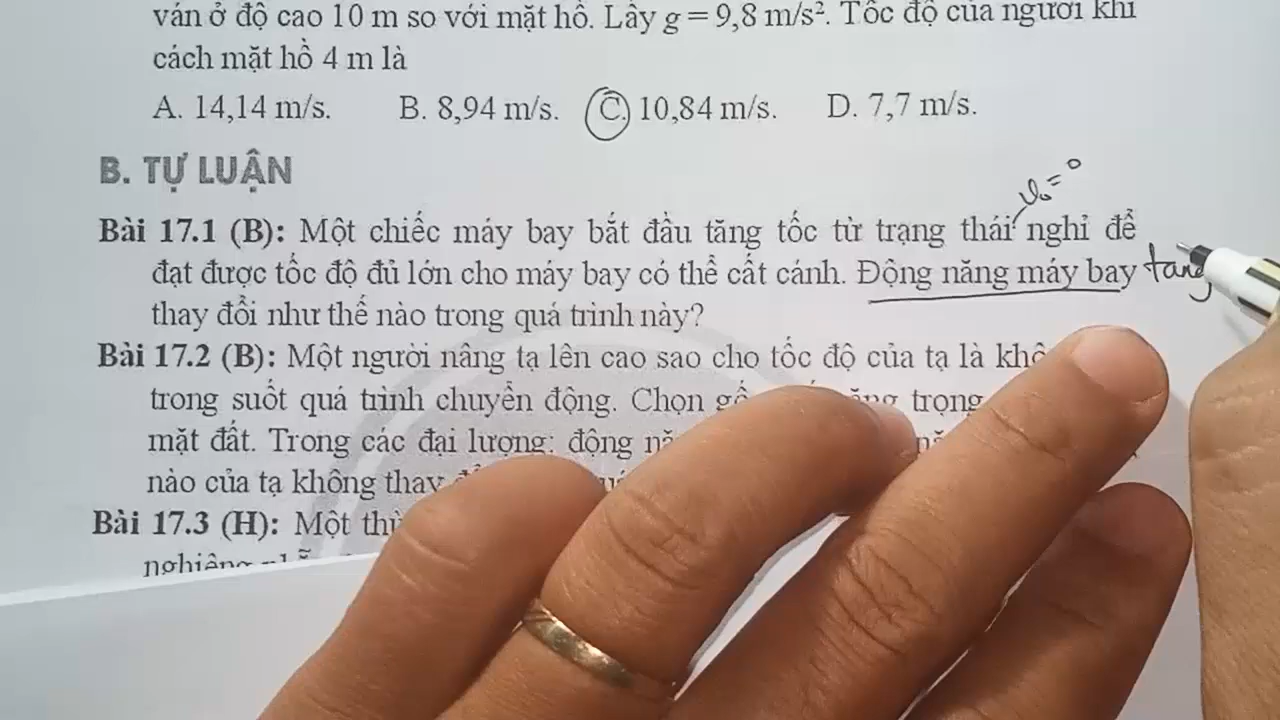 ván ở độ cao 10 m so với mặt hồ. Lấy g = 9,8 m/s². Tốc độ của người khi
cách mặt hồ 4 m là
A. 14,14 m/s. B. 8,94 m/s. C. 10,84 m/s. D. 7,7 m/s.
B. TỰ LUẬN
v₀ = 0
Bài 17.1 (B): Một chiếc máy bay bắt đầu tăng tốc từ trạng thái nghỉ để
đạt được tốc độ đủ lớn cho máy bay có thể cất cánh. Động năng máy bay tang
thay đổi như thế nào trong quá trình này?
Bài 17.2 (B): Một người nâng tạ lên cao sao cho tốc độ của tạ là
trong suốt quá trình chuyển động. Chọn trọng
mặt đất. Trong các đại lượng: động
nào của tạ không thay
Bài 17.3 (H): Một
nghiêng